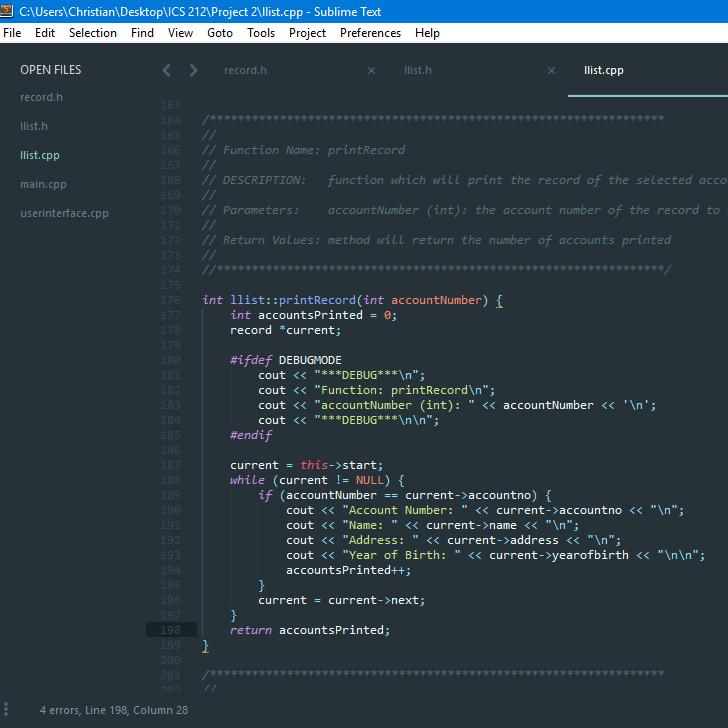 C:\Users\Christian\Desktop\ICS 212\Project 2\llist.cpp - Sublime Text
File Edit Selection Find View Goto Tools Project Preferences Help
OPEN FILES
record.h
llist.h
llist.cpp
main.cpp
userinterface.cpp
record.h × llist.h × llist.cpp
163
164 /****************************************************************
165 //
166 // Function Name: printRecord
167 //
168 // DESCRIPTION:   function which will print the record of the selected acco
169 //
170 // Parameters:    accountNumber (int): the account number of the record to
171 //
172 // Return Values: method will return the number of accounts printed
173 //
174 //****************************************************************/
175
176 int llist::printRecord(int accountNumber) {
177     int accountsPrinted = 0;
178     record *current;
179
180     #ifdef DEBUGMODE
181         cout << "***DEBUG***\n";
182         cout << "Function: printRecord\n";
183         cout << "accountNumber (int): " << accountNumber << '\n';
184         cout << "***DEBUG***\n\n";
185     #endif
186
187     current = this->start;
188     while (current != NULL) {
189         if (accountNumber == current->accountno) {
190             cout << "Account Number: " << current->accountno << "\n";
191             cout << "Name: " << current->name << "\n";
192             cout << "Address: " << current->address << "\n";
193             cout << "Year of Birth: " << current->yearofbirth << "\n\n";
194             accountsPrinted++;
195         }
196         current = current->next;
197     }
198     return accountsPrinted;
199 }
200
201 /****************************************************************
202 //
4 errors, Line 198, Column 28